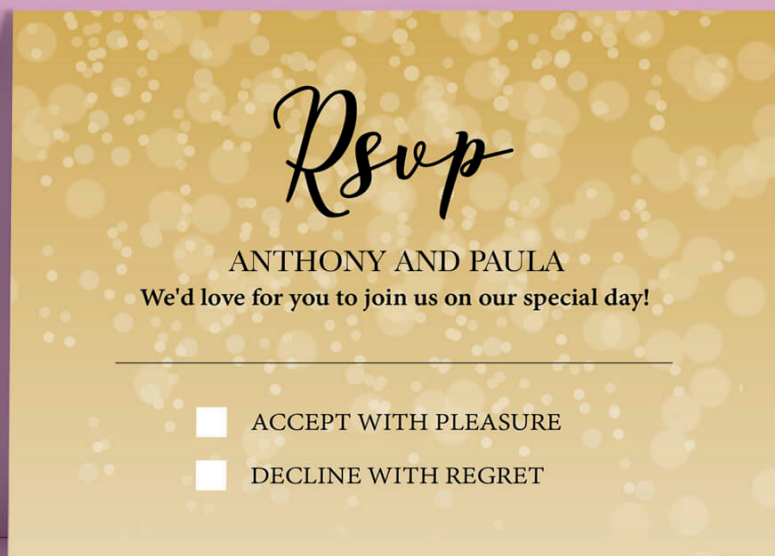 Rsvp
ANTHONY AND PAULA
We'd love for you to join us on our special day!
ACCEPT WITH PLEASURE
DECLINE WITH REGRET